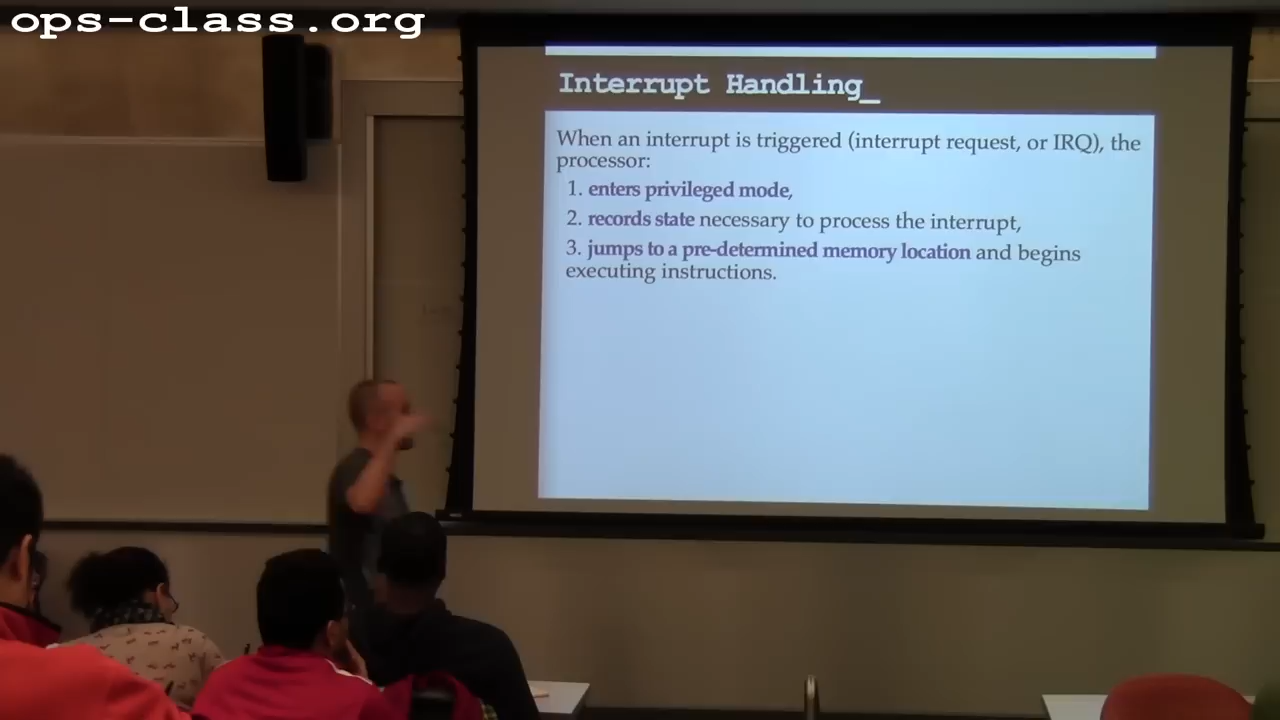 ops-class.org
Interrupt Handling_
When an interrupt is triggered (interrupt request, or IRQ), the
processor:
1. enters privileged mode,
2. records state necessary to process the interrupt,
3. jumps to a pre-determined memory location and begins
executing instructions.